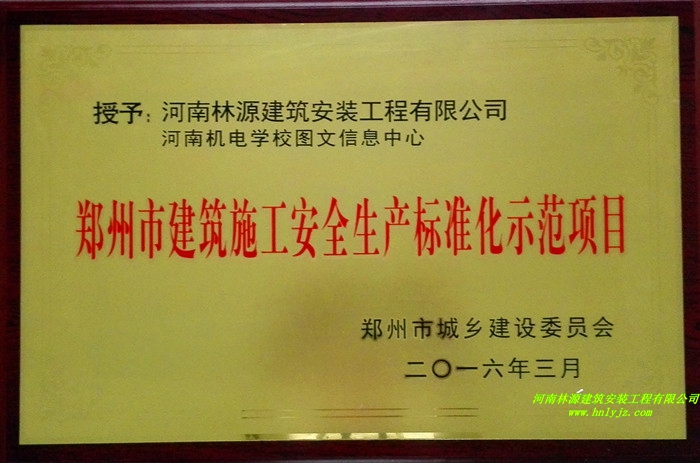 授予：河南林源建筑安装工程有限公司
河南机电学校图文信息中心
郑州市建筑施工安全生产标准化示范项目
郑州市城乡建设委员会
二〇一六年三月
河南林源建筑安装工程有限公司
www.hnlyjz.com